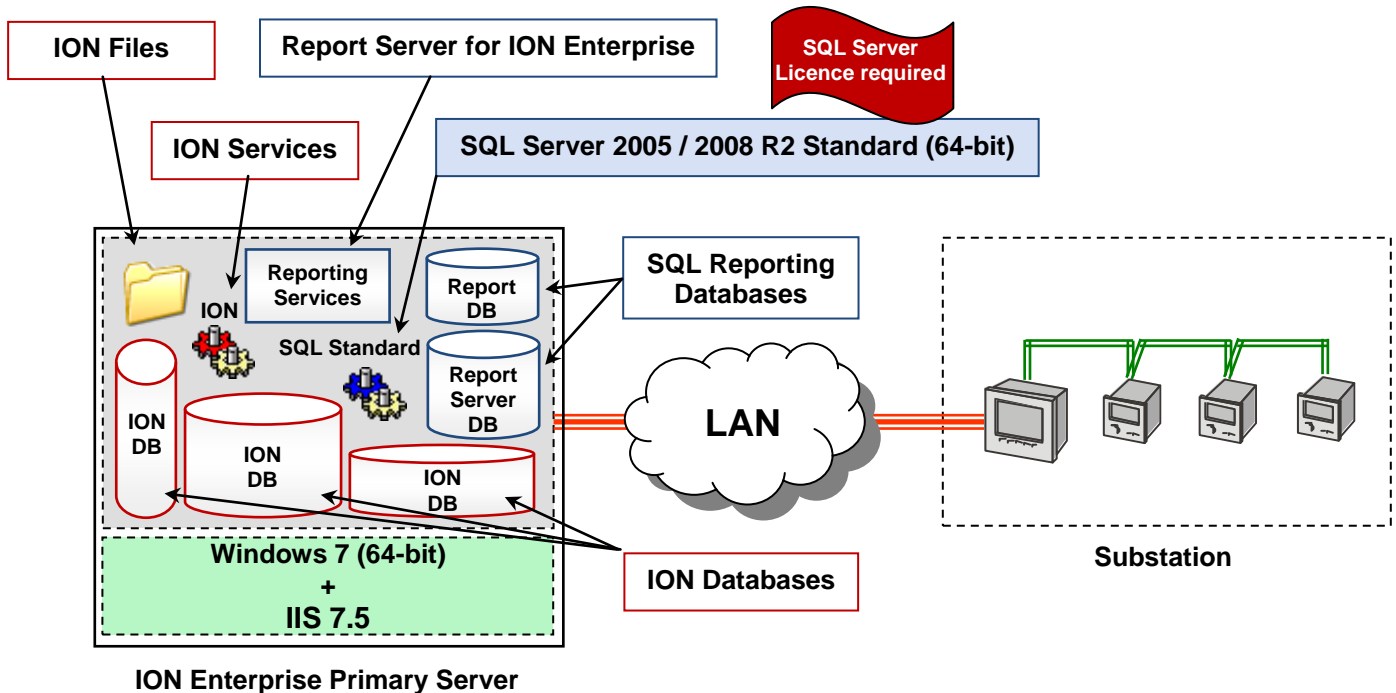 ION Files
Report Server for ION Enterprise
SQL Server
Licence required
ION Services
SQL Server 2005 / 2008 R2 Standard (64-bit)
Reporting
Services
Report
DB
SQL Reporting
Databases
ION
SQL Standard
Report
Server
DB
ION
DB
ION
DB
ION
DB
LAN
Windows 7 (64-bit)
+
IIS 7.5
ION Databases
Substation
ION Enterprise Primary Server